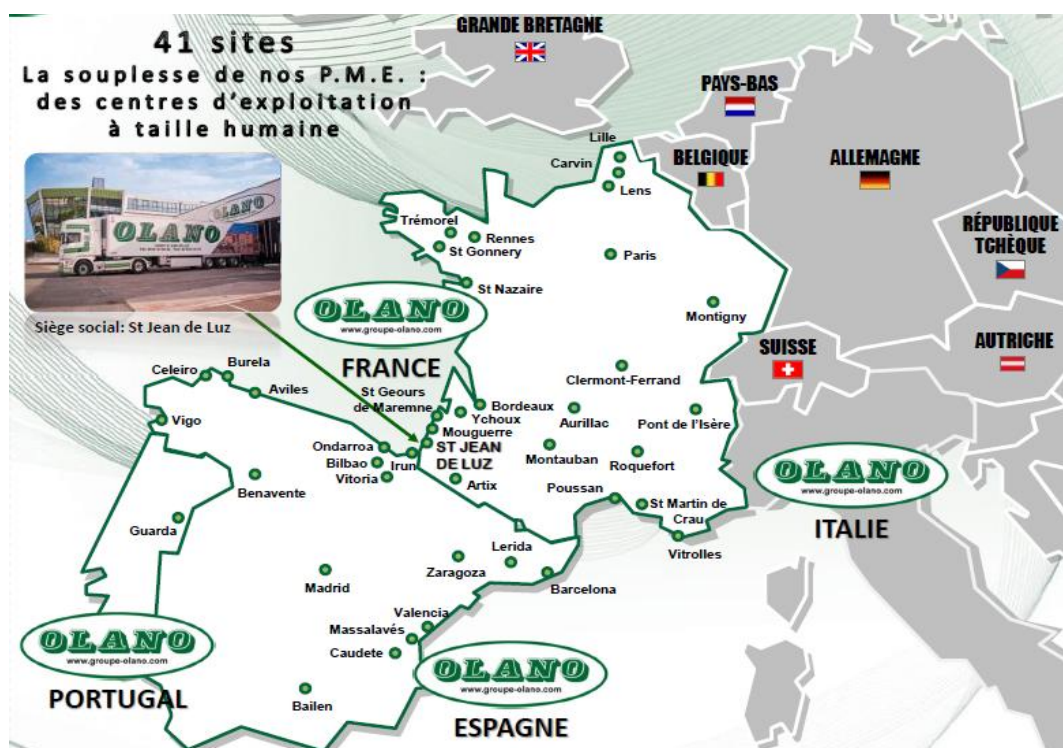 41 sites
La souplesse de nos P.M.E. :
des centres d'exploitation
à taille humaine
OLANO
OLANO
Siège social: St Jean de Luz
GRANDE BRETAGNE
PAYS-BAS
BELGIQUE
ALLEMAGNE
RÉPUBLIQUE
TCHÈQUE
AUTRICHE
SUISSE
Lille
Carvin
Lens
Trémorel
Rennes
St Gonnery
Paris
St Nazaire
Montigny
OLANO
www.groupe-olano.com
FRANCE
Clermont-Ferrand
St Geours
de Maremne
Bordeaux
Ychoux
Aurillac
Pont de l'Isère
Mouguerre
ST JEAN
DE LUZ
Montauban
Roquefort
Artix
Poussan
St Martin de
Crau
Vitrolles
OLANO
www.groupe-olano.com
ITALIE
Celeiro
Burela
Aviles
Vigo
Ondarroa
Bilbao
Irun
Vitoria
Benavente
Guarda
Lerida
Zaragoza
Barcelona
Madrid
Valencia
Massalavés
Caudete
Bailen
OLANO
www.groupe-olano.com
PORTUGAL
OLANO
www.groupe-olano.com
ESPAGNE